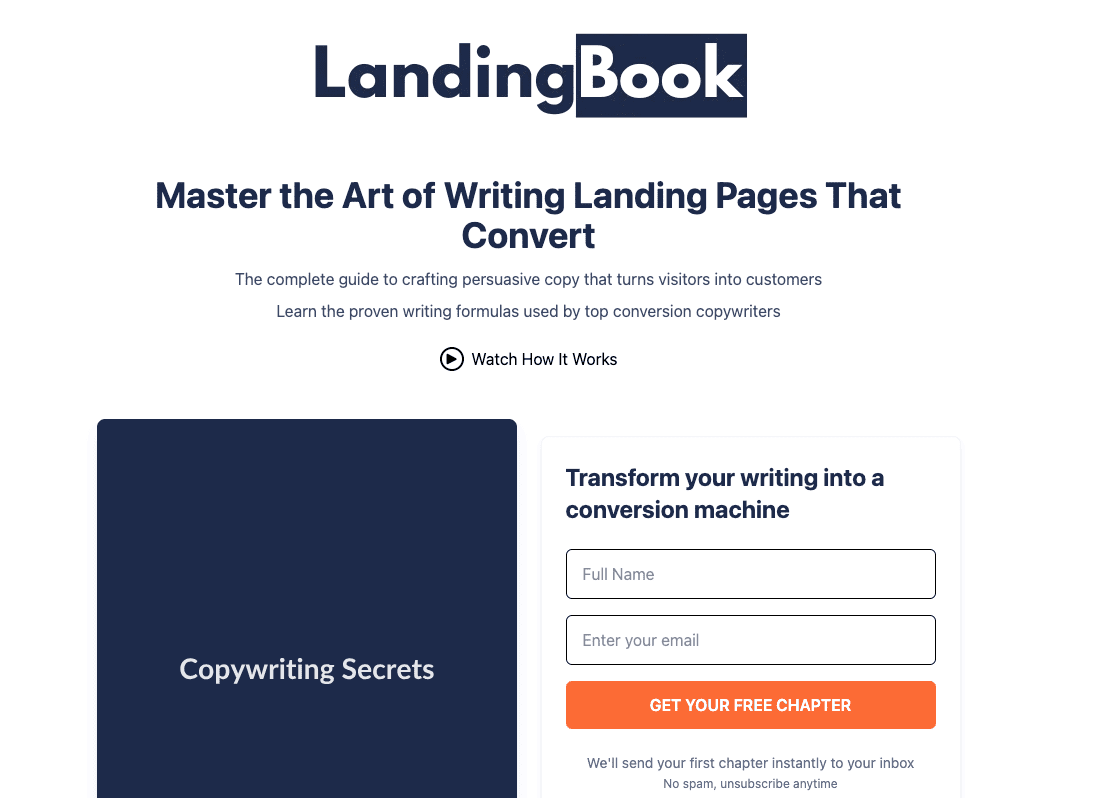 LandingBook
Master the Art of Writing Landing Pages That
Convert
The complete guide to crafting persuasive copy that turns visitors into customers
Learn the proven writing formulas used by top conversion copywriters
Watch How It Works
Copywriting Secrets
Transform your writing into a
conversion machine
Full Name
Enter your email
GET YOUR FREE CHAPTER
We'll send your first chapter instantly to your inbox
No spam, unsubscribe anytime